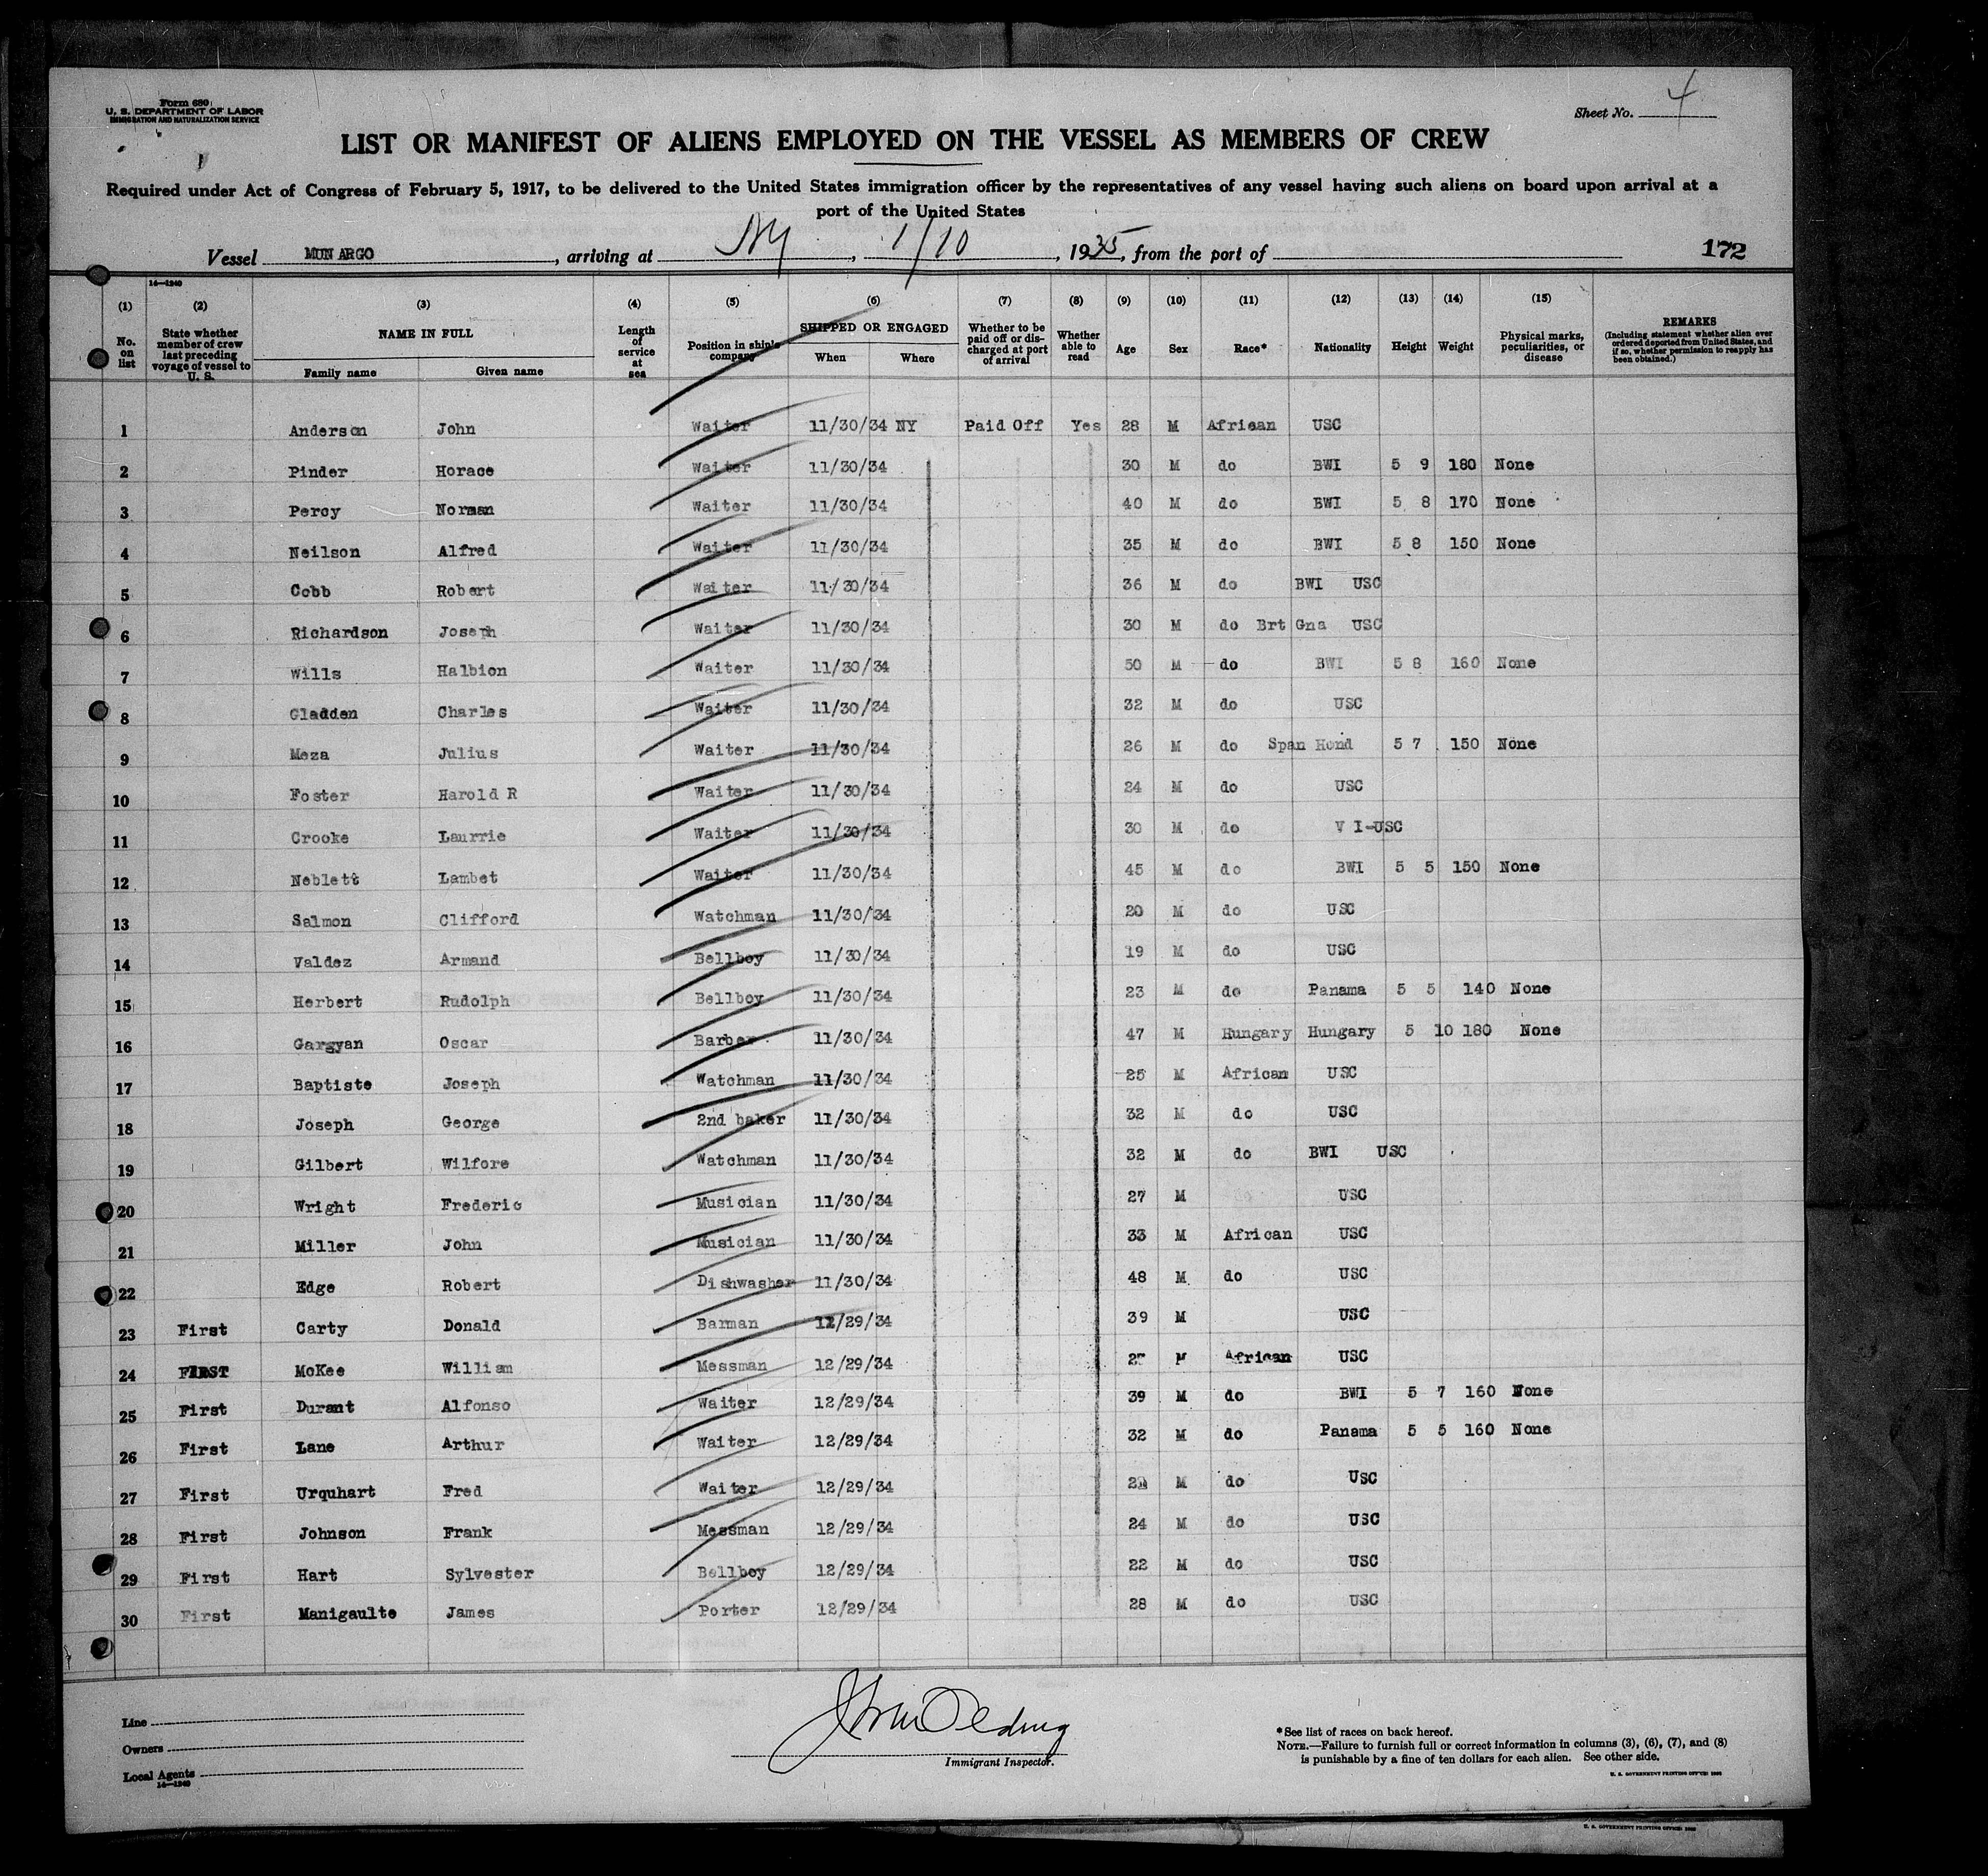 Form 680
U. S. DEPARTMENT OF LABOR
IMMIGRATION AND NATURALIZATION SERVICE
Sheet No. 4
LIST OR MANIFEST OF ALIENS EMPLOYED ON THE VESSEL AS MEMBERS OF CREW
Required under Act of Congress of February 5, 1917, to be delivered to the United States immigration officer by the representatives of any vessel having such aliens on board upon arrival at a
port of the United States
Vessel MUNARGO, arriving at NY, 1/10, 1935, from the port of 172
14—1240
(1) (2) (3) (4) (5) (6) (7) (8) (9) (10) (11) (12) (13) (14) (15)
No. on list State whether member of crew last preceding voyage of vessel to U. S. NAME IN FULL Family name Given name Length of service at sea Position in ship's company SHIPPED OR ENGAGED When Where Whether to be paid off or discharged at port of arrival Whether able to read Age Sex Race* Nationality Height Weight Physical marks, peculiarities, or disease REMARKS (Including statement whether alien ever ordered deported from United States, and if so, whether permission to reapply has been obtained.)
1 Anderson John Waiter 11/30/34 NY Paid Off Yes 28 M African USC
2 Pinder Horace Waiter 11/30/34 30 M do BWI 5 9 180 None
3 Percy Norman Waiter 11/30/34 40 M do BWI 5 8 170 None
4 Neilson Alfred Waiter 11/30/34 35 M do BWI 5 8 150 None
5 Cobb Robert Waiter 11/30/34 36 M do BWI USC
6 Richardson Joseph Waiter 11/30/34 30 M do Brt Gna USC
7 Wills Halbion Waiter 11/30/34 50 M do BWI 5 8 160 None
8 Gladden Charles Waiter 11/30/34 32 M do USC
9 Meza Julius Waiter 11/30/34 26 M do Span Hond 5 7 150 None
10 Foster Harold R Waiter 11/30/34 24 M do USC
11 Crooke Laurrie Waiter 11/30/34 30 M do V I-USC
12 Neblett Lambet Waiter 11/30/34 45 M do BWI 5 5 150 None
13 Salmon Clifford Watchman 11/30/34 20 M do USC
14 Valdez Armand Bellboy 11/30/34 19 M do USC
15 Herbert Rudolph Bellboy 11/30/34 23 M do Panama 5 5 140 None
16 Gargyan Oscar Barber 11/30/34 47 M Hungary Hungary 5 10 180 None
17 Baptiste Joseph Watchman 11/30/34 25 M African USC
18 Joseph George 2nd baker 11/30/34 32 M do USC
19 Gilbert Wilfore Watchman 11/30/34 32 M do BWI USC
20 Wright Frederic Musician 11/30/34 27 M do USC
21 Miller John Musician 11/30/34 33 M African USC
22 Edge Robert Dishwasher 11/30/34 48 M do USC
23 First Carty Donald Barman 12/29/34 39 M USC
24 FIRST McKee William Messman 12/29/34 27 M African USC
25 First Durant Alfonso Waiter 12/29/34 39 M do BWI 5 7 160 None
26 First Lane Arthur Waiter 12/29/34 32 M do Panama 5 5 160 None
27 First Urquhart Fred Waiter 12/29/34 M do USC
28 First Johnson Frank Messman 12/29/34 24 M do USC
29 First Hart Sylvester Bellboy 12/29/34 22 M do USC
30 First Manigaulte James Porter 12/29/34 28 M do USC
Line
Owners
Local Agents
14—1240
Immigrant Inspector.
*See list of races on back hereof.
NOTE.—Failure to furnish full or correct information in columns (3), (6), (7), and (8)
is punishable by a fine of ten dollars for each alien. See other side.